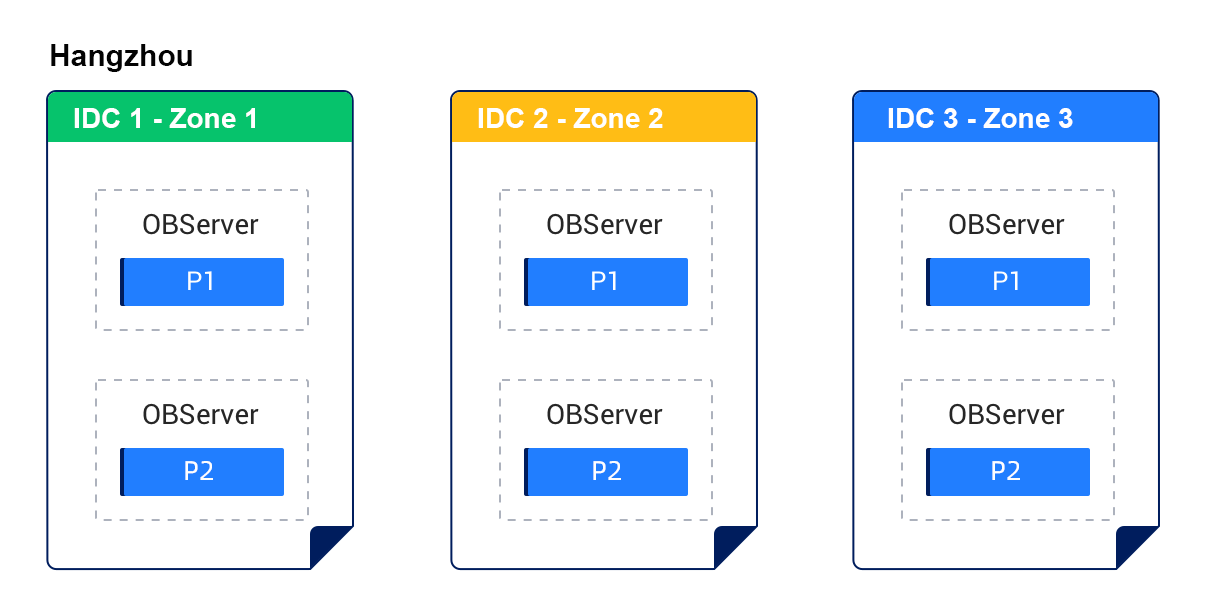 Hangzhou
IDC 1 - Zone 1
OBServer
P1
OBServer
P2
IDC 2 - Zone 2
OBServer
P1
OBServer
P2
IDC 3 - Zone 3
OBServer
P1
OBServer
P2